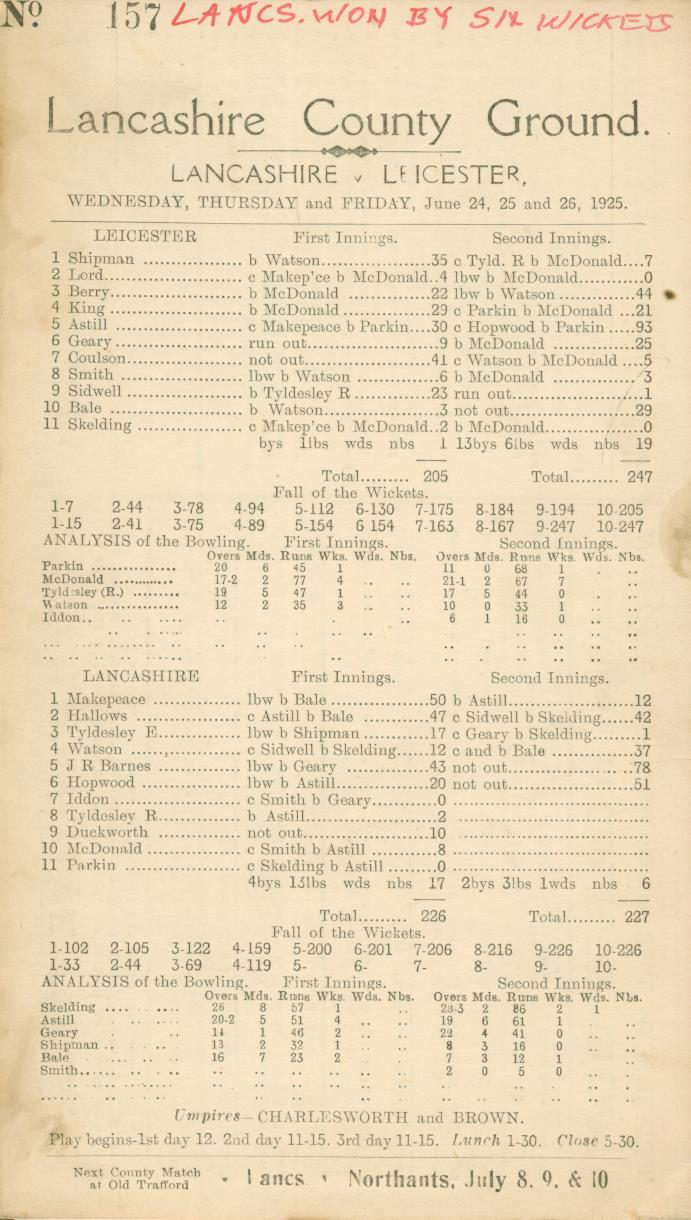 No. 157 LANCS. WON BY SIX WICKETS
Lancashire County Ground.
LANCASHIRE v LEICESTER,
WEDNESDAY, THURSDAY and FRIDAY, June 24, 25 and 26, 1925.
LEICESTER First Innings. Second Innings.
1 Shipman ................ b Watson.....................35 c Tyld. R b McDonald....7
2 Lord...................... c Makep'ce b McDonald..4 lbw b McDonald............0
3 Berry..................... b McDonald ...............22 lbw b Watson ............44
4 King ..................... b McDonald ...............29 c Parkin b McDonald ...21
5 Astill .................... c Makepeace b Parkin....30 c Hopwood b Parkin .....93
6 Geary..................... run out.....................9 b McDonald ...............25
7 Coulson.................. not out.....................41 c Watson b McDonald ....5
8 Smith .................... lbw b Watson ..............6 b McDonald ............... 3
9 Sidwell .................. b Tyldesley R .............23 run out.....................1
10 Bale ..................... b Watson....................3 not out.....................29
11 Skelding ................ c Makep'ce b McDonald..2 b McDonald..................0
bys 1lbs wds nbs 1 13bys 6lbs wds nbs 19
Total......... 205 Total......... 247
Fall of the Wickets.
1-7 2-44 3-78 4-94 5-112 6-130 7-175 8-184 9-194 10-205
1-15 2-41 3-75 4-89 5-154 6 154 7-163 8-167 9-247 10-247
ANALYSIS of the Bowling. First Innings. Second Innings.
Overs Mds. Runs Wks. Wds. Nbs. Overs Md. Runs Wks. Wds. Nbs.
Parkin ................ 20 6 45 1 11 0 68 1
McDonald ............ 17-2 2 77 4 .. .. 21-1 2 67 7
Tyldesley (R.) ......... 19 5 47 1 17 5 44 0
Watson ............... 12 2 35 3 .. .. 10 0 33 1
Iddon.. 6 1 16 0
LANCASHIRE First Innings. Second Innings.
1 Makepeace ............... lbw b Bale ..................50 b Astill.....................12
2 Hallows .................. c Astill b Bale ............47 c Sidwell b Skelding......42
3 Tyldesley E............... lbw b Shipman .............17 c Geary b Skelding.........1
4 Watson .................. c Sidwell b Skelding......12 c and b Bale ...............37
5 J R Barnes ............... lbw b Geary ................43 not out.....................78
6 Hopwood ................. lbw b Astill.................20 not out.....................51
7 Iddon ..................... c Smith b Geary.............0 ..............................
8 Tyldesley R............... b Astill.....................2 ..............................
9 Duckworth ............... not out.....................10 ..............................
10 McDonald ............... c Smith b Astill ............8 ..............................
11 Parkin .................. c Skelding b Astill .........0 ..............................
4bys 13lbs wds nbs 17 2bys 3lbs 1wds nbs 6
Total......... 226 Total......... 227
Fall of the Wickets.
1-102 2-105 3-122 4-159 5-200 6-201 7-206 8-216 9-226 10-226
1-33 2-44 3-69 4-119 5- 6- 7- 8- 9- 10-
ANALYSIS of the Bowling. First Innings. Second Innings.
Overs Mds. Runs Wks. Wds. Nbs. Overs Md. Runs Wks. Wds. Nbs.
Skelding .... .... .. 26 8 57 1 .. 28-3 2 86 2 1
Astill 20-2 5 51 4 .. .. 19 6 61 1
Geary 14 1 46 2 .. .. 22 4 41 0
Shipman 13 2 32 1 .. 8 3 16 0
Bale 16 7 23 2 .. .. 7 3 12 1
Smith 2 0 5 0
Umpires—CHARLESWORTH and BROWN.
Play begins-1st day 12. 2nd day 11-15. 3rd day 11-15. Lunch 1-30. Close 5-30.
Next County Match
at Old Trafford - Lancs v Northants, July 8, 9, & 10